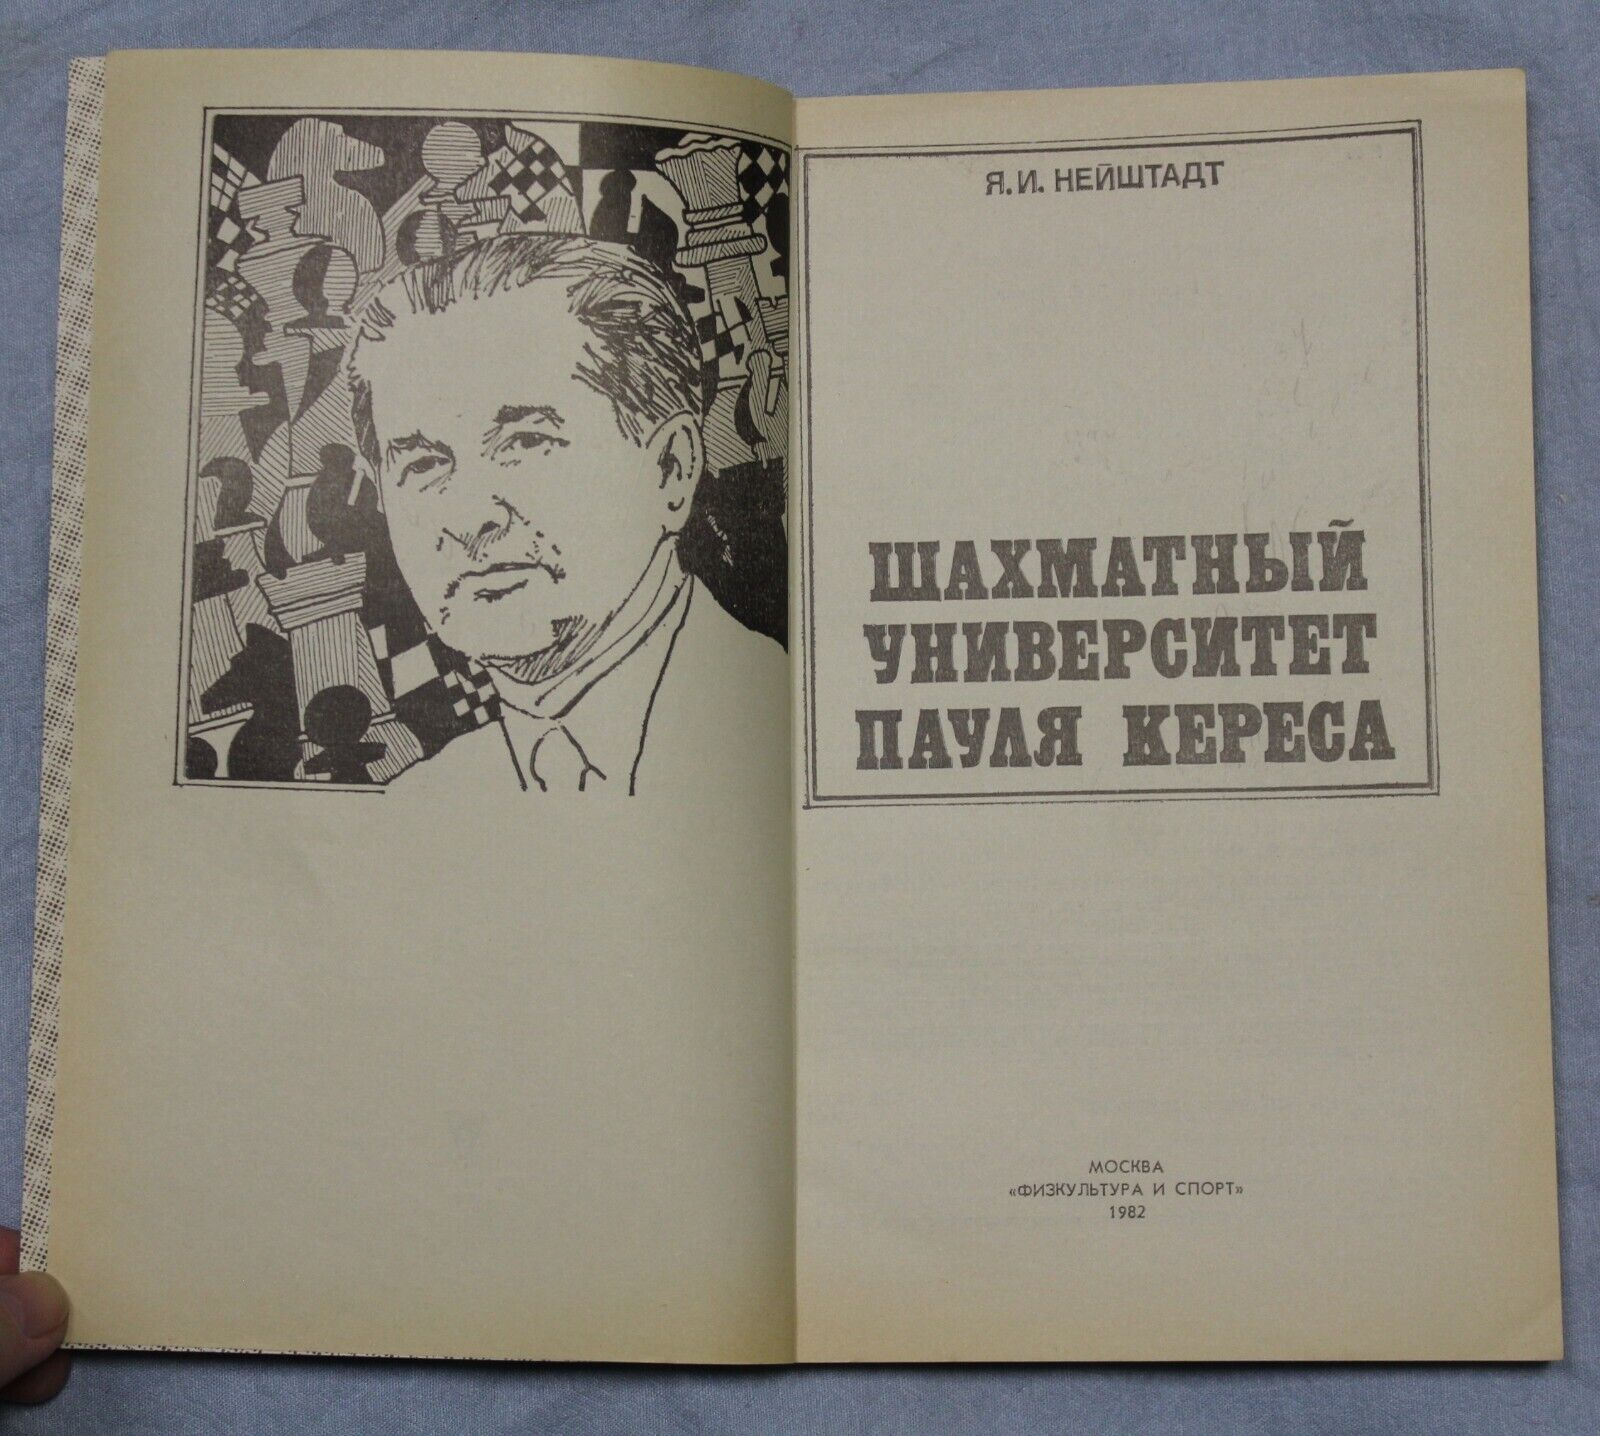 Я. И. НЕЙШТАДТ
ШАХМАТНЫЙ
УНИВЕРСИТЕТ
ПАУЛЯ КЕРЕСА
МОСКВА
«ФИЗКУЛЬТУРА И СПОРТ»
1982